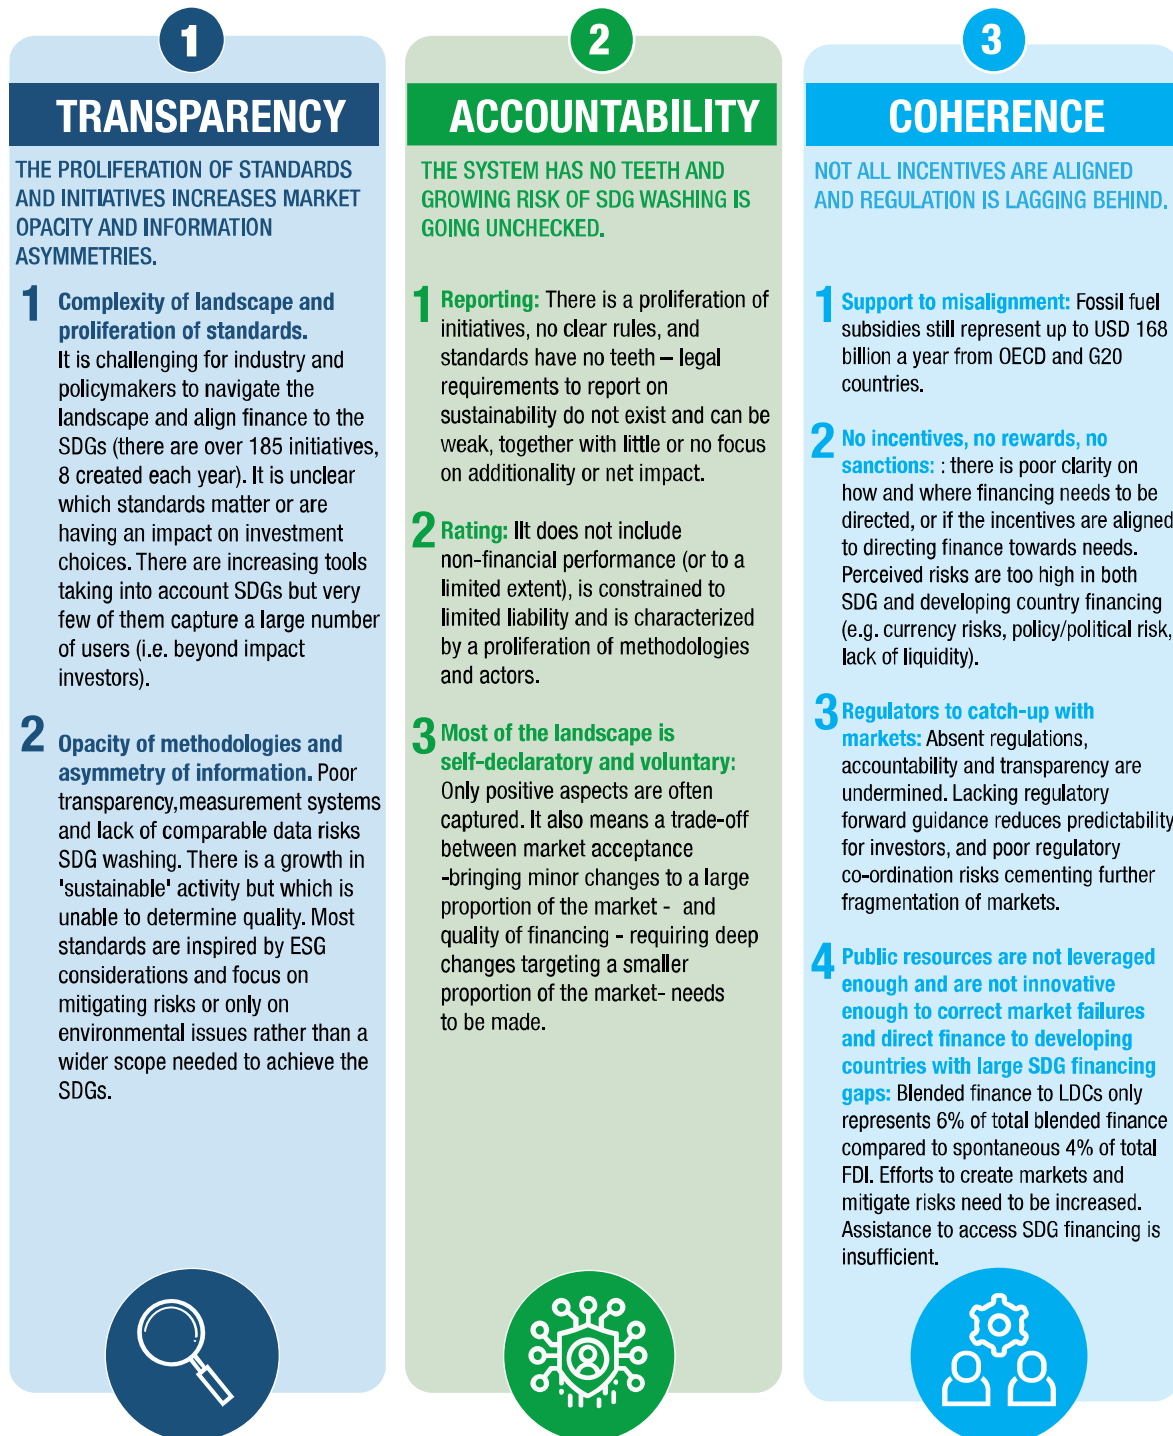 1
TRANSPARENCY
THE PROLIFERATION OF STANDARDS
AND INITIATIVES INCREASES MARKET
OPACITY AND INFORMATION
ASYMMETRIES.
1 Complexity of landscape and
proliferation of standards.
It is challenging for industry and
policymakers to navigate the
landscape and align finance to the
SDGs (there are over 185 initiatives,
8 created each year). It is unclear
which standards matter or are
having an impact on investment
choices. There are increasing tools
taking into account SDGs but very
few of them capture a large number
of users (i.e. beyond impact
investors).
2 Opacity of methodologies and
asymmetry of information. Poor
transparency,measurement systems
and lack of comparable data risks
SDG washing. There is a growth in
'sustainable' activity but which is
unable to determine quality. Most
standards are inspired by ESG
considerations and focus on
mitigating risks or only on
environmental issues rather than a
wider scope needed to achieve the
SDGs.
2
ACCOUNTABILITY
THE SYSTEM HAS NO TEETH AND
GROWING RISK OF SDG WASHING IS
GOING UNCHECKED.
1 Reporting: There is a proliferation of
initiatives, no clear rules, and
standards have no teeth – legal
requirements to report on
sustainability do not exist and can be
weak, together with little or no focus
on additionality or net impact.
2 Rating: IIt does not include
non-financial performance (or to a
limited extent), is constrained to
limited liability and is characterized
by a proliferation of methodologies
and actors.
3 Most of the landscape is
self-declaratory and voluntary:
Only positive aspects are often
captured. It also means a trade-off
between market acceptance
-bringing minor changes to a large
proportion of the market - and
quality of financing - requiring deep
changes targeting a smaller
proportion of the market- needs
to be made.
3
COHERENCE
NOT ALL INCENTIVES ARE ALIGNED
AND REGULATION IS LAGGING BEHIND.
1 Support to misalignment: Fossil fuel
subsidies still represent up to USD 168
billion a year from OECD and G20
countries.
2 No incentives, no rewards, no
sanctions: : there is poor clarity on
how and where financing needs to be
directed, or if the incentives are aligned
to directing finance towards needs.
Perceived risks are too high in both
SDG and developing country financing
(e.g. currency risks, policy/political risk,
lack of liquidity).
3 Regulators to catch-up with
markets: Absent regulations,
accountability and transparency are
undermined. Lacking regulatory
forward guidance reduces predictability
for investors, and poor regulatory
co-ordination risks cementing further
fragmentation of markets.
4 Public resources are not leveraged
enough and are not innovative
enough to correct market failures
and direct finance to developing
countries with large SDG financing
gaps: Blended finance to LDCs only
represents 6% of total blended finance
compared to spontaneous 4% of total
FDI. Efforts to create markets and
mitigate risks need to be increased.
Assistance to access SDG financing is
insufficient.